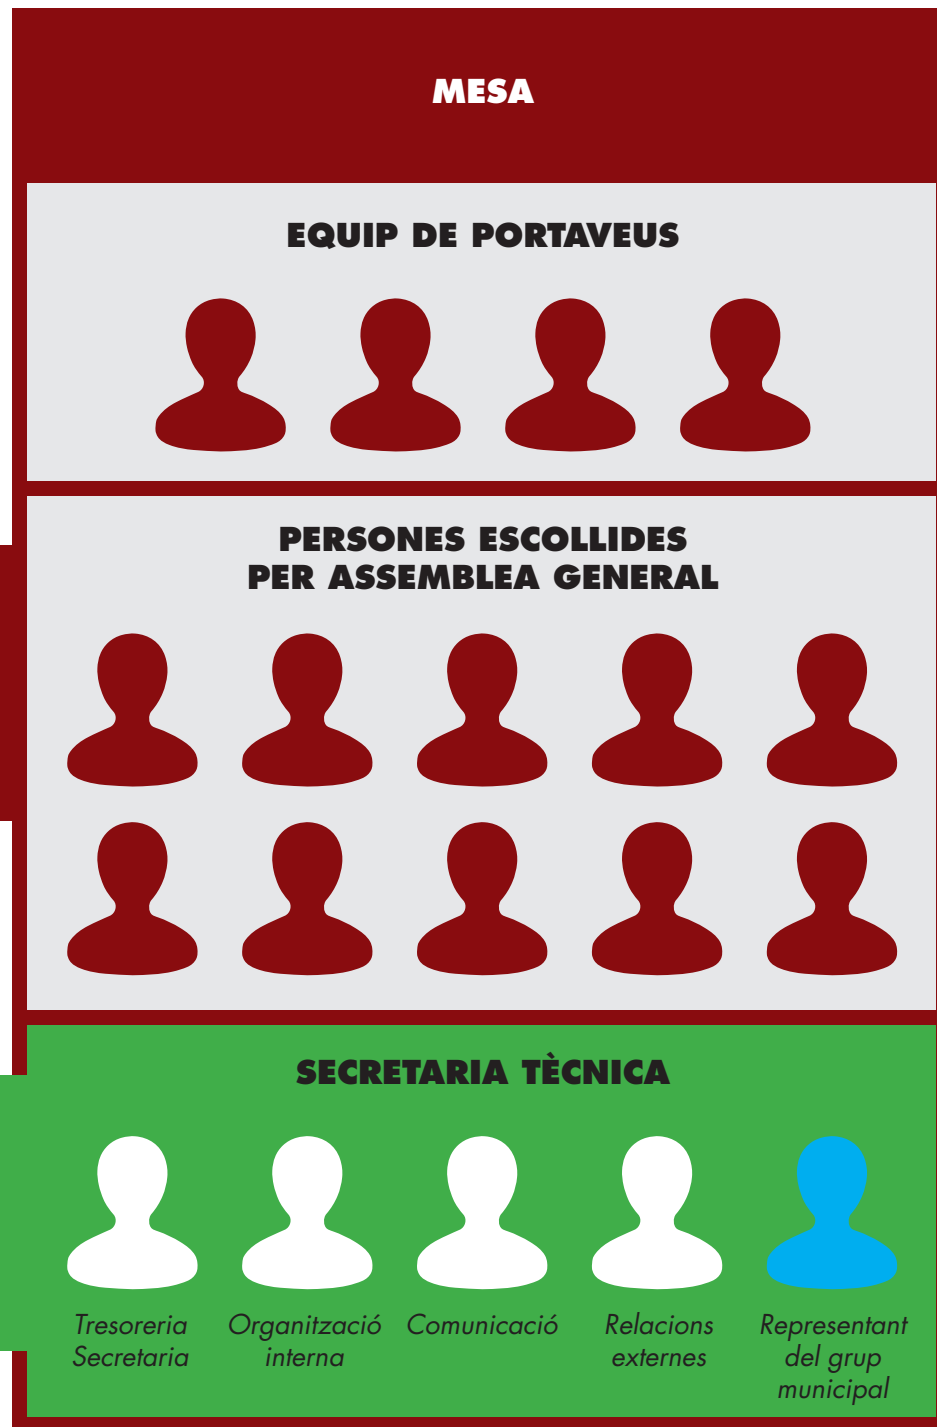 MESA
EQUIP DE PORTAVEUS
PERSONES ESCOLLIDES
PER ASSEMBLEA GENERAL
SECRETARIA TÈCNICA
Tresoreria
Secretaria
Organització
interna
Comunicació
Relacions
externes
Representant
del grup
municipal